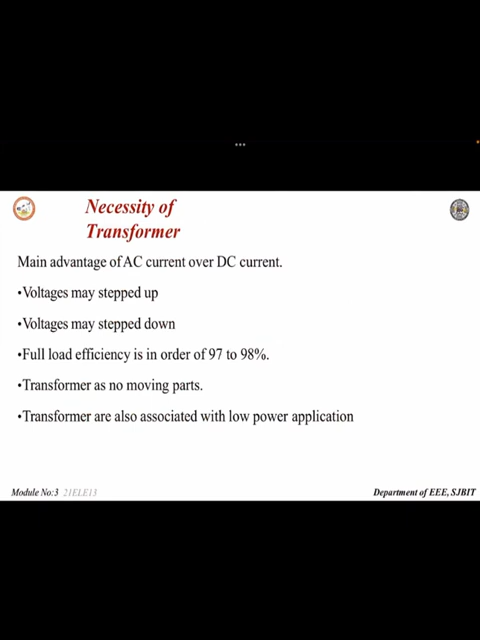 Necessity of
Transformer
Main advantage of AC current over DC current.
•Voltages may stepped up
•Voltages may stepped down
•Full load efficiency is in order of 97 to 98%.
•Transformer as no moving parts.
•Transformer are also associated with low power application
Module No:3 21ELE13
Department of EEE, SJBIT